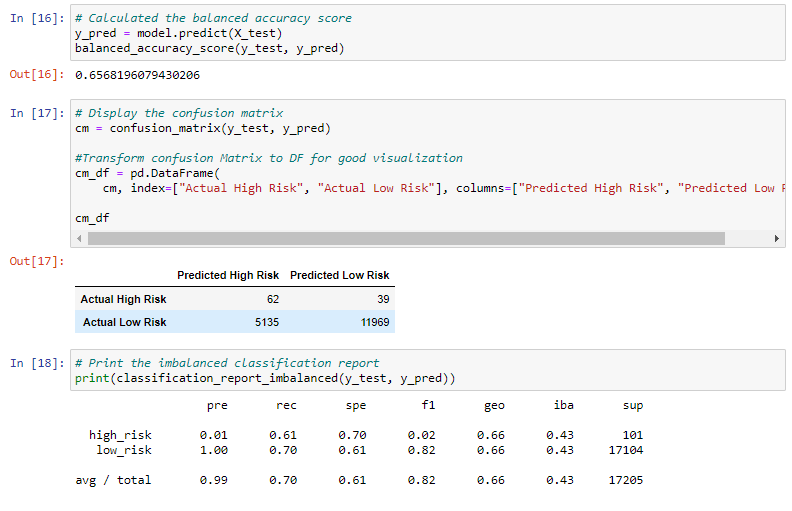 In [16]: # Calculated the balanced accuracy score
y_pred = model.predict(X_test)
balanced_accuracy_score(y_test, y_pred)
Out[16]: 0.6568196079430206
In [17]: # Display the confusion matrix
cm = confusion_matrix(y_test, y_pred)
#Transform confusion Matrix to DF for good visualization
cm_df = pd.DataFrame(
cm, index=["Actual High Risk", "Actual Low Risk"], columns=["Predicted High Risk", "Predicted Low
cm_df
Out[17]:
Predicted High Risk Predicted Low Risk
Actual High Risk 62 39
Actual Low Risk 5135 11969
In [18]: # Print the imbalanced classification report
print(classification_report_imbalanced(y_test, y_pred))
pre rec spe f1 geo iba sup
high_risk 0.01 0.61 0.70 0.02 0.66 0.43 101
low_risk 1.00 0.70 0.61 0.82 0.66 0.43 17104
avg / total 0.99 0.70 0.61 0.82 0.66 0.43 17205